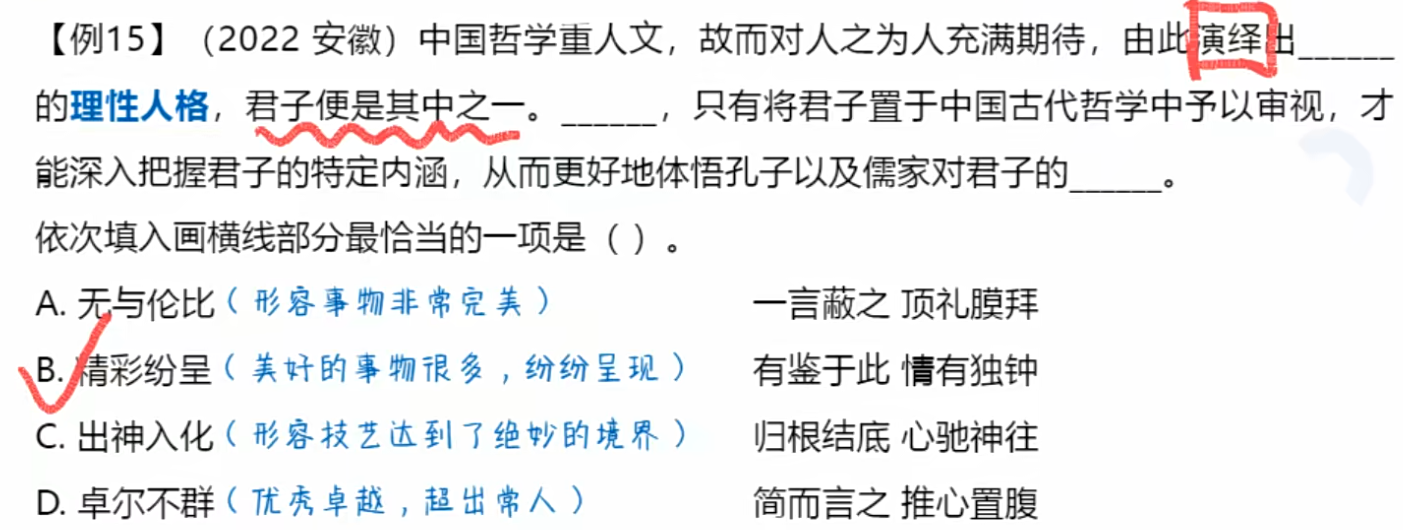 【例15】（2022 安徽）中国哲学重人文，故而对人之为人充满期待，由此演绎出______
的理性人格，君子便是其中之一。______，只有将君子置于中国古代哲学中予以审视，才
能深入把握君子的特定内涵，从而更好地体悟孔子以及儒家对君子的______。
依次填入画横线部分最恰当的一项是（ ）。
A. 无与伦比（形容事物非常完美） 一言蔽之 顶礼膜拜
B. 精彩纷呈（美好的事物很多，纷纷呈现） 有鉴于此 情有独钟
C. 出神入化（形容技艺达到了绝妙的境界） 归根结底 心驰神往
D. 卓尔不群（优秀卓越，超出常人） 简而言之 推心置腹